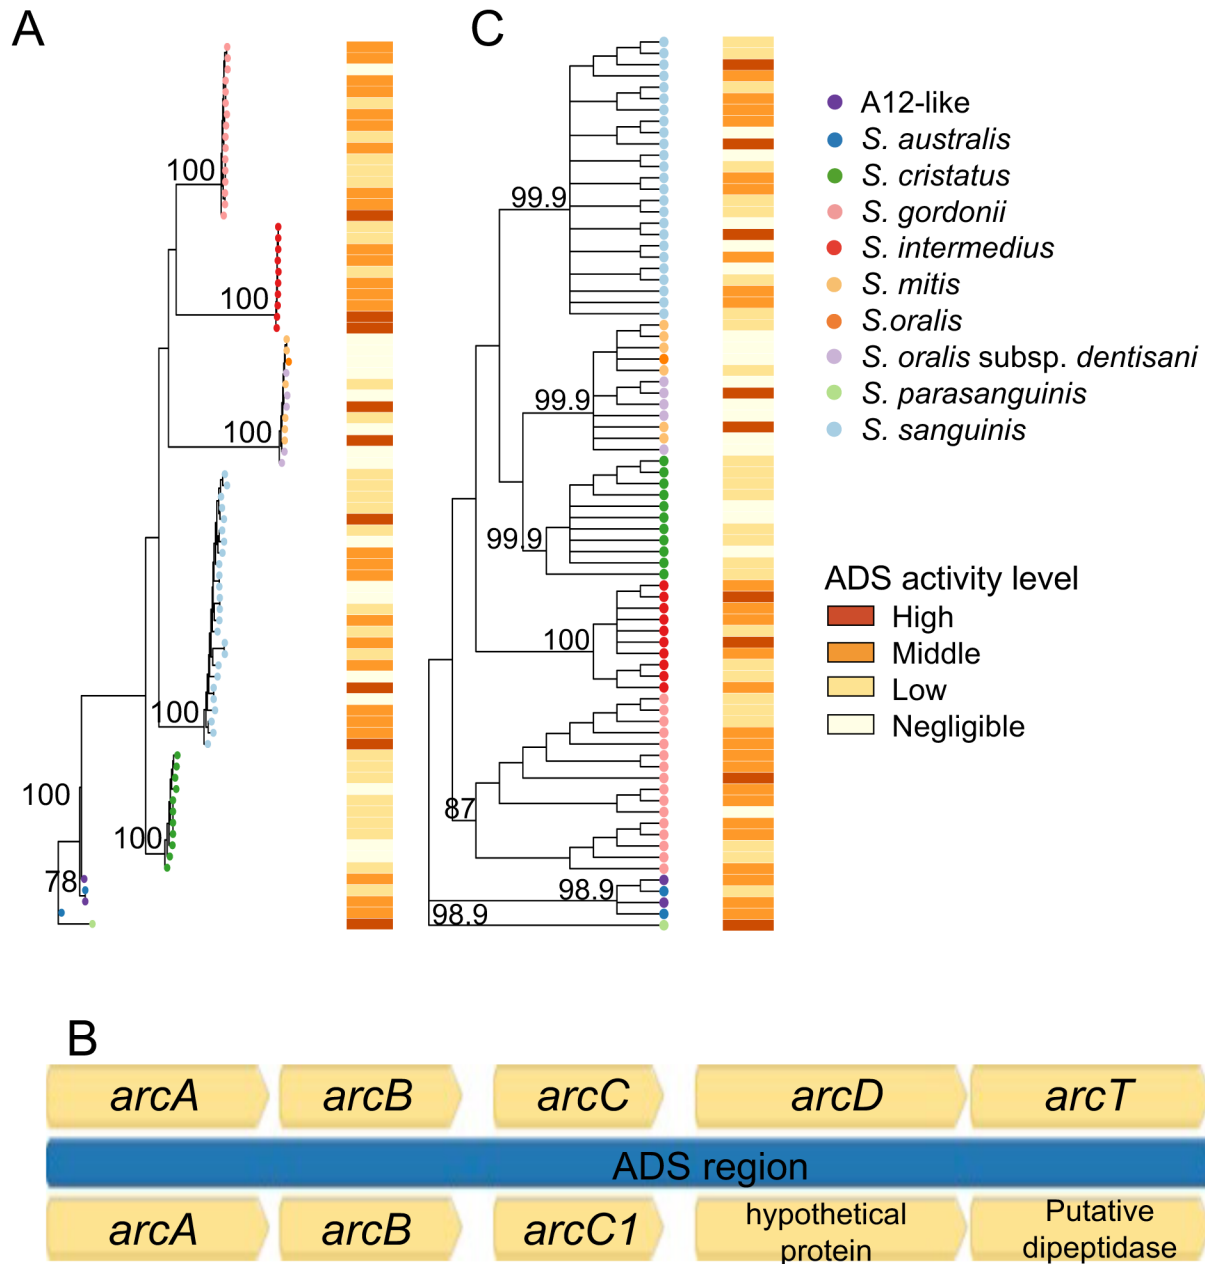 A
C
100
100
100
100
100
100
78
99.9
99.9
99.9
100
87
98.9
98.9
A12-like
S. australis
S. cristatus
S. gordonii
S. intermedius
S. mitis
S.oralis
S. oralis subsp. dentisani
S. parasanguinis
S. sanguinis
ADS activity level
High
Middle
Low
Negligible
B
arcA arcB arcC arcD arcT
ADS region
arcA arcB arcC1 hypothetical protein Putative dipeptidase